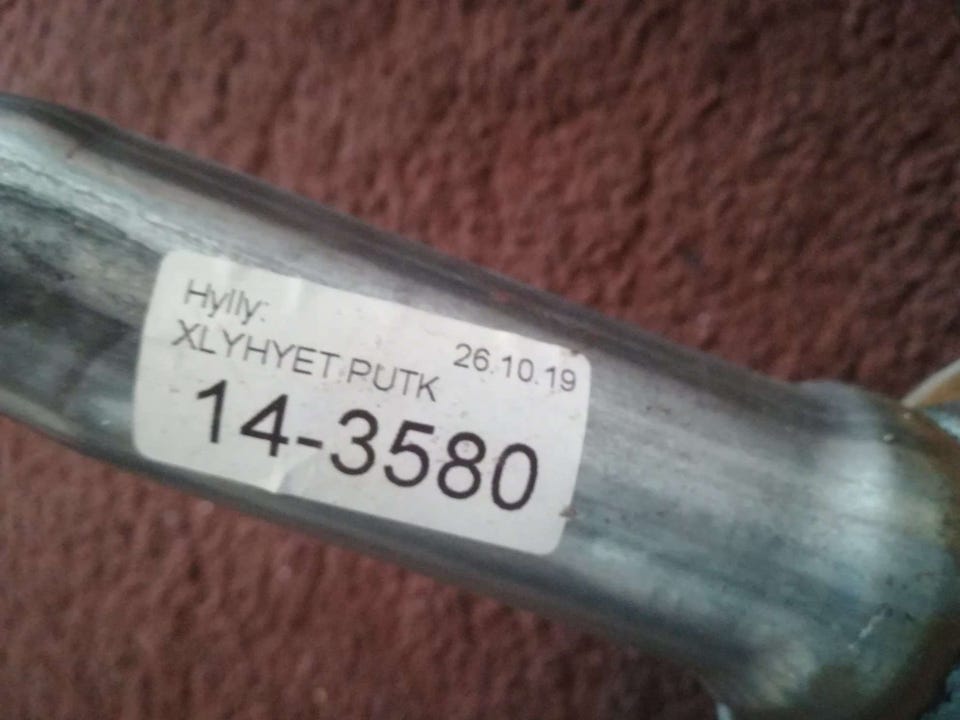 Hylly:
XLYHYET PUTK 26.10.19
14-3580